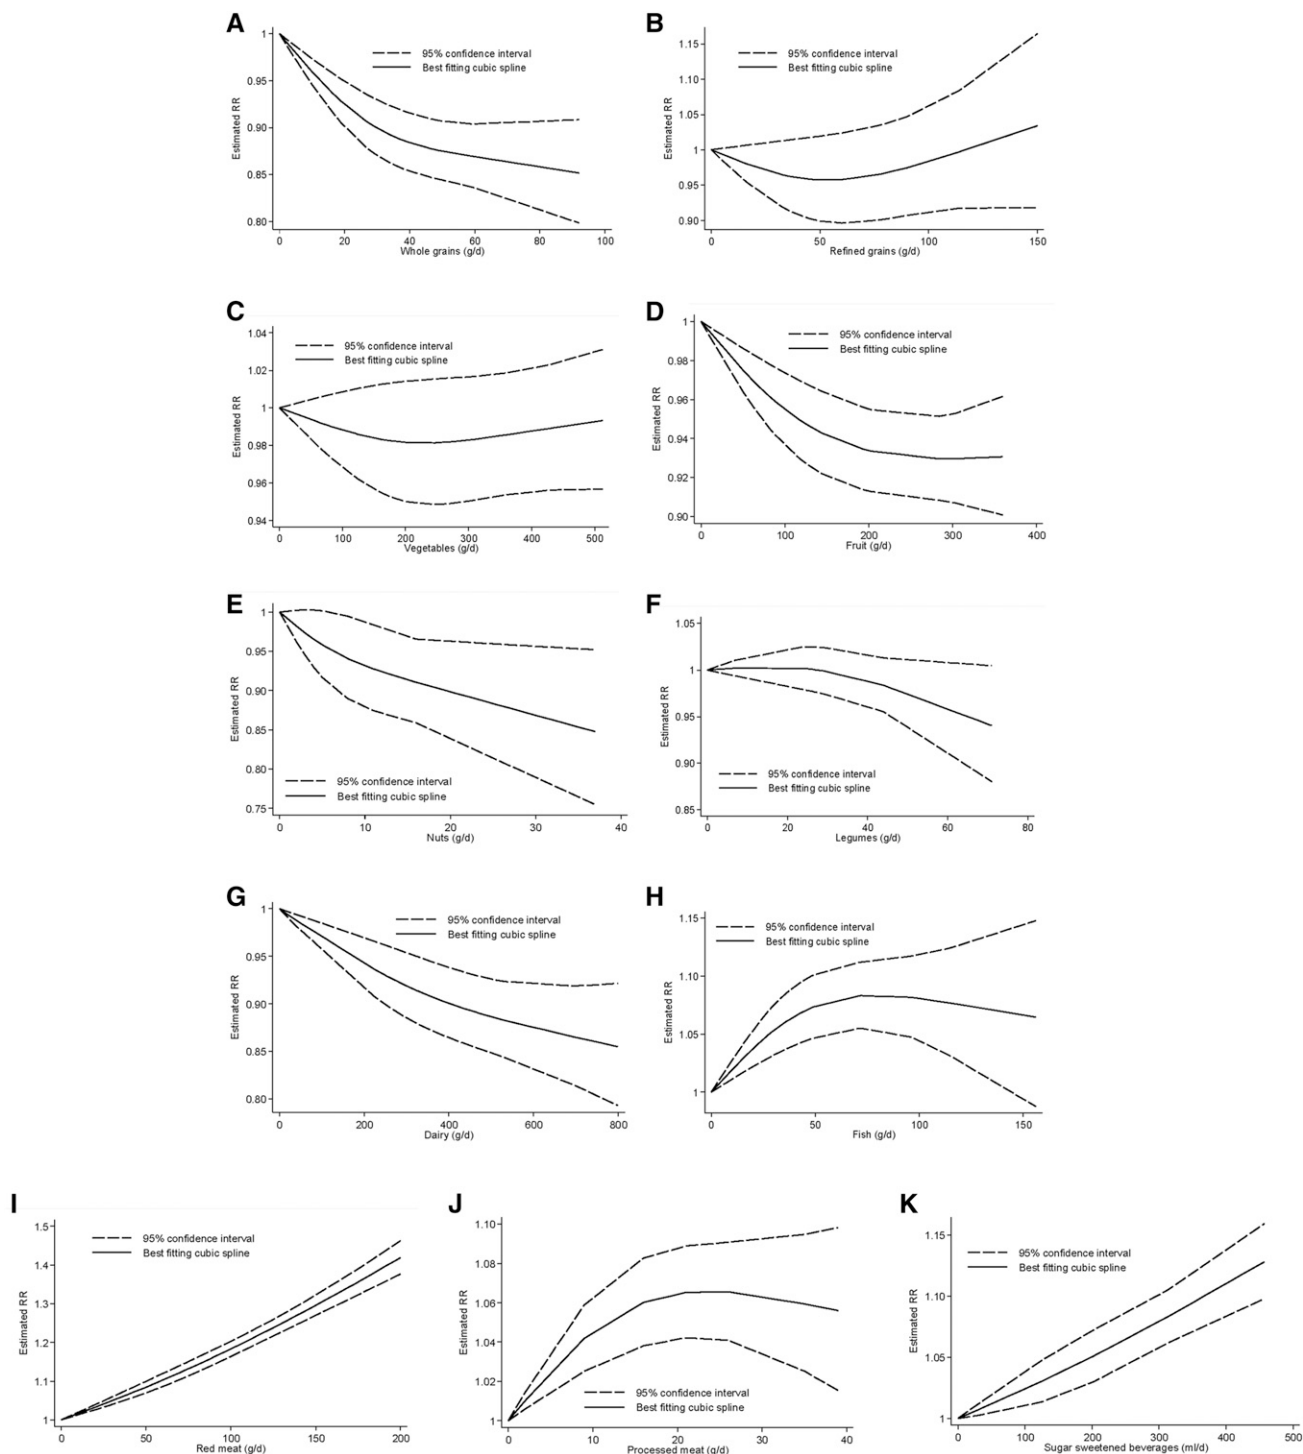 A
1
0.95
0.90
0.85
0.80
Estimated RR
95% confidence interval
Best fitting cubic spline
0 20 40 60 80 100
Whole grains (g/d)
B
1.15
1.10
1.05
1
0.95
0.90
Estimated RR
95% confidence interval
Best fitting cubic spline
0 50 100 150
Refined grains (g/d)
C
1.04
1.02
1
0.98
0.96
0.94
Estimated RR
95% confidence interval
Best fitting cubic spline
0 100 200 300 400 500
Vegetables (g/d)
D
1
0.98
0.96
0.94
0.92
0.90
Estimated RR
95% confidence interval
Best fitting cubic spline
0 100 200 300 400
Fruit (g/d)
E
1
0.95
0.90
0.85
0.80
0.75
Estimated RR
95% confidence interval
Best fitting cubic spline
0 10 20 30 40
Nuts (g/d)
F
1.05
1
0.95
0.90
0.85
Estimated RR
95% confidence interval
Best fitting cubic spline
0 20 40 60 80
Legumes (g/d)
G
1
0.95
0.90
0.85
0.80
Estimated RR
95% confidence interval
Best fitting cubic spline
0 200 400 600 800
Dairy (g/d)
H
1.15
1.10
1.05
1
Estimated RR
95% confidence interval
Best fitting cubic spline
0 50 100 150
Fish (g/d)
I
1.5
1.4
1.3
1.2
1.1
1
Estimated RR
95% confidence interval
Best fitting cubic spline
0 50 100 150 200
Red meat (g/d)
J
1.10
1.08
1.06
1.04
1.02
1
Estimated RR
95% confidence interval
Best fitting cubic spline
0 10 20 30 40
Processed meat (g/d)
K
1.15
1.10
1.05
1
Estimated RR
95% confidence interval
Best fitting cubic spline
0 100 200 300 400 500
Sugar sweetened beverages (ml/d)